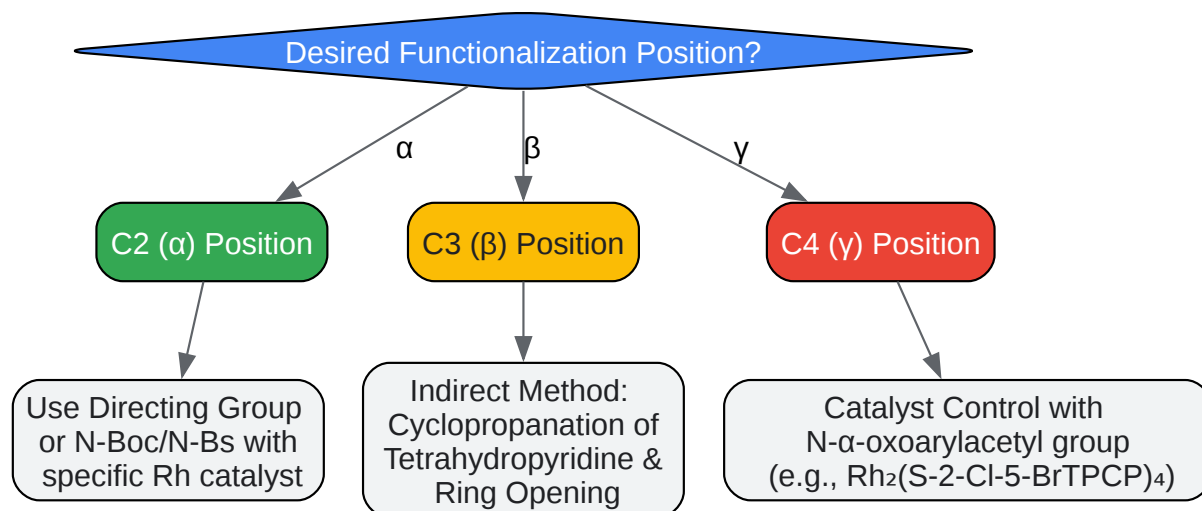 Desired Functionalization Position?
α
β
γ
C2 (α) Position
C3 (β) Position
C4 (γ) Position
Use Directing Group
or N-Boc/N-Bs with
specific Rh catalyst
Indirect Method:
Cyclopropanation of
Tetrahydropyridine &
Ring Opening
Catalyst Control with
N-α-oxoarylacetyl group
(e.g., Rh₂(S-2-Cl-5-BrTPCP)₄)